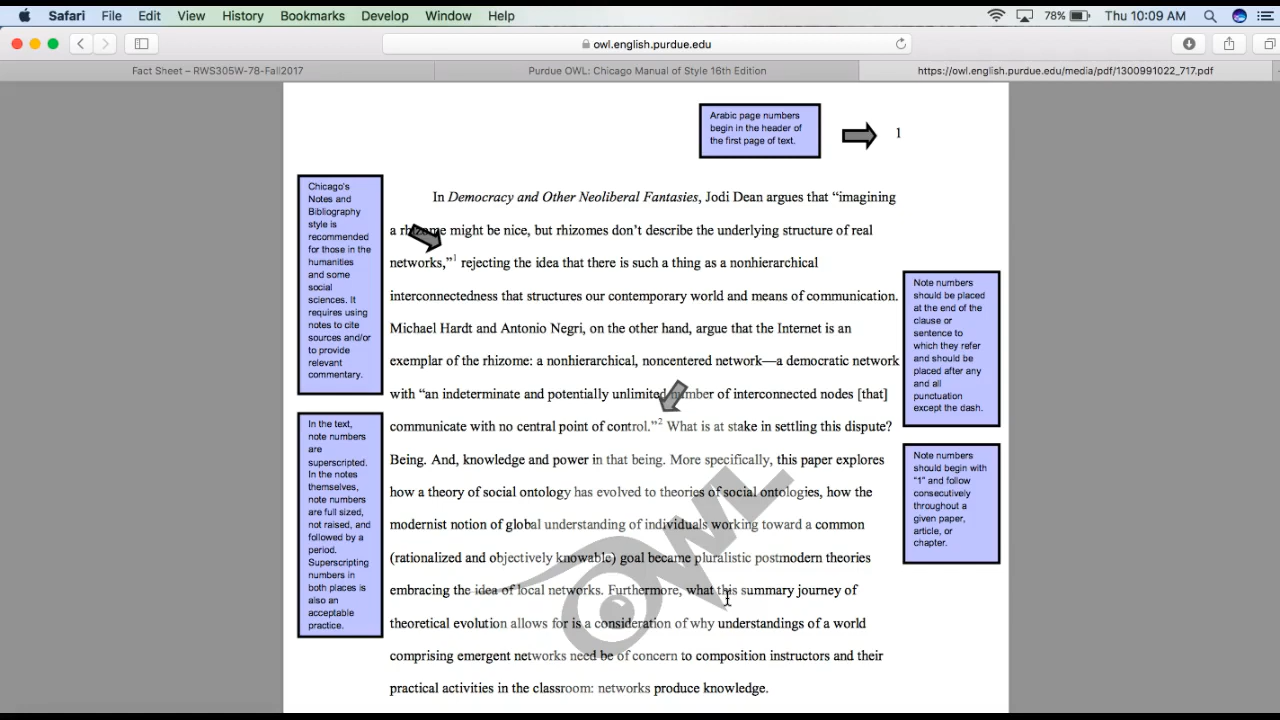 Safari File Edit View History Bookmarks Develop Window Help 78% Thu 10:09 AM
owl.english.purdue.edu
Fact Sheet – RWS305W-78-Fall2017
Purdue OWL: Chicago Manual of Style 16th Edition
https://owl.english.purdue.edu/media/pdf/1300991022_717.pdf
Arabic page numbers
begin in the header of
the first page of text.
1
Chicago's
Notes and
Bibliography
style is
recommended
for those in the
humanities
and some
social
sciences. It
requires using
notes to cite
sources and/or
to provide
relevant
commentary.
In the text,
note numbers
are
superscripted.
In the notes
themselves,
note numbers
are full sized,
not raised, and
followed by a
period.
Superscripting
numbers in
both places is
also an
acceptable
practice.
In Democracy and Other Neoliberal Fantasies, Jodi Dean argues that “imagining
a rhizome might be nice, but rhizomes don’t describe the underlying structure of real
networks,”1 rejecting the idea that there is such a thing as a nonhierarchical
interconnectedness that structures our contemporary world and means of communication.
Michael Hardt and Antonio Negri, on the other hand, argue that the Internet is an
exemplar of the rhizome: a nonhierarchical, noncentered network—a democratic network
with “an indeterminate and potentially unlimited number of interconnected nodes [that]
communicate with no central point of control.”2 What is at stake in settling this dispute?
Being. And, knowledge and power in that being. More specifically, this paper explores
how a theory of social ontology has evolved to theories of social ontologies, how the
modernist notion of global understanding of individuals working toward a common
(rationalized and objectively knowable) goal became pluralistic postmodern theories
embracing the idea of local networks. Furthermore, what this summary journey of
theoretical evolution allows for is a consideration of why understandings of a world
comprising emergent networks need be of concern to composition instructors and their
practical activities in the classroom: networks produce knowledge.
Note numbers
should be placed
at the end of the
clause or
sentence to
which they refer
and should be
placed after any
and all
punctuation
except the dash.
Note numbers
should begin with
“1” and follow
consecutively
throughout a
given paper,
article, or
chapter.
OWL